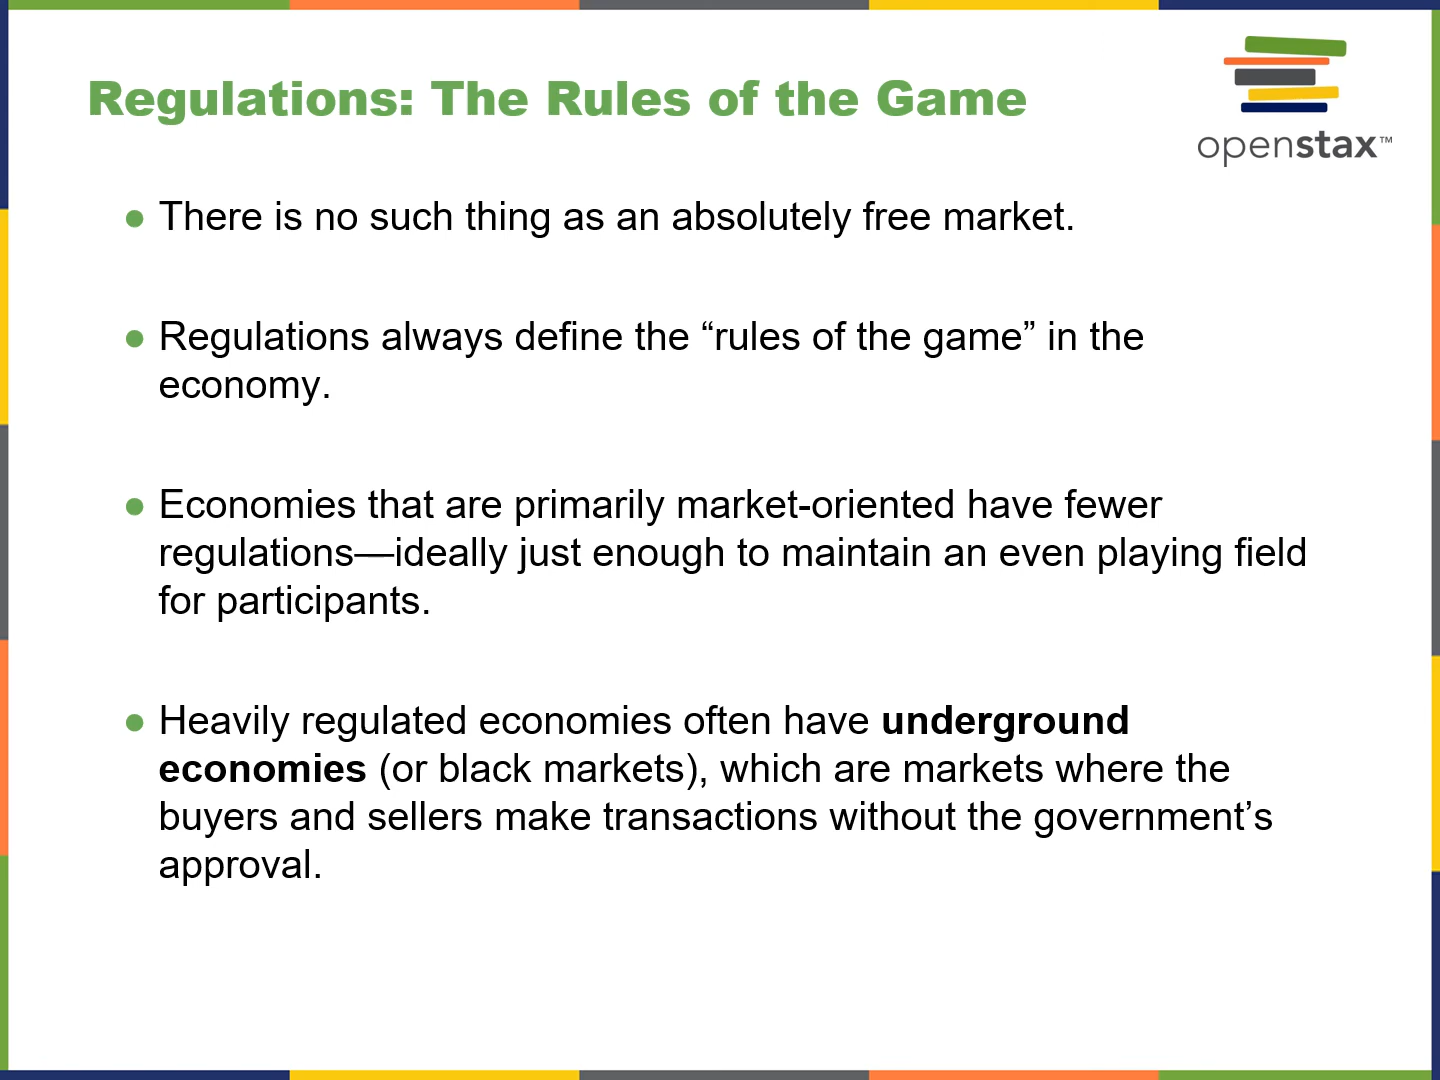 Regulations: The Rules of the Game
openstax™
● There is no such thing as an absolutely free market.
● Regulations always define the “rules of the game” in the
economy.
● Economies that are primarily market-oriented have fewer
regulations—ideally just enough to maintain an even playing field
for participants.
● Heavily regulated economies often have underground
economies (or black markets), which are markets where the
buyers and sellers make transactions without the government’s
approval.